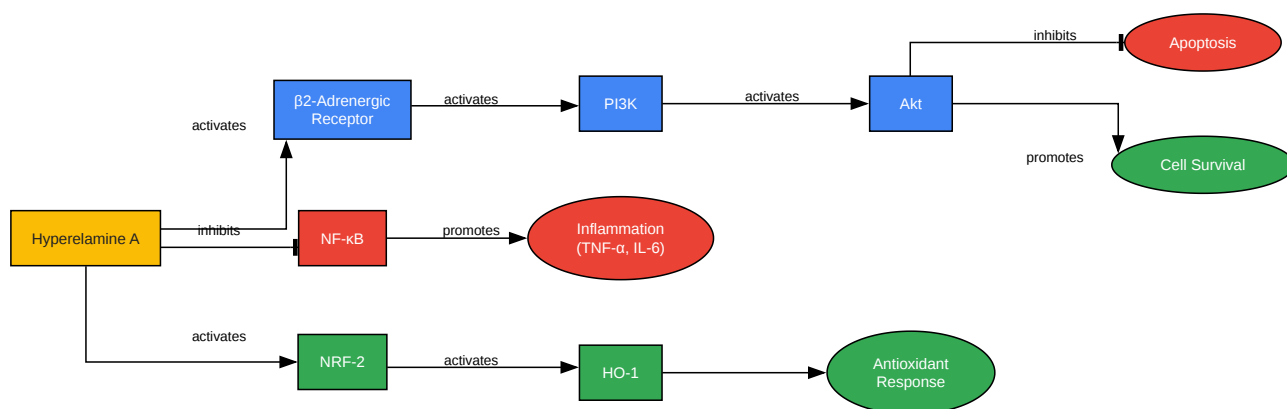 inhibits
Apoptosis
β2-Adrenergic
Receptor
activates
PI3K
activates
Akt
activates
promotes
Cell Survival
Hyperelamine A
inhibits
NF-κB
promotes
Inflammation
(TNF-α, IL-6)
activates
NRF-2
activates
HO-1
Antioxidant
Response